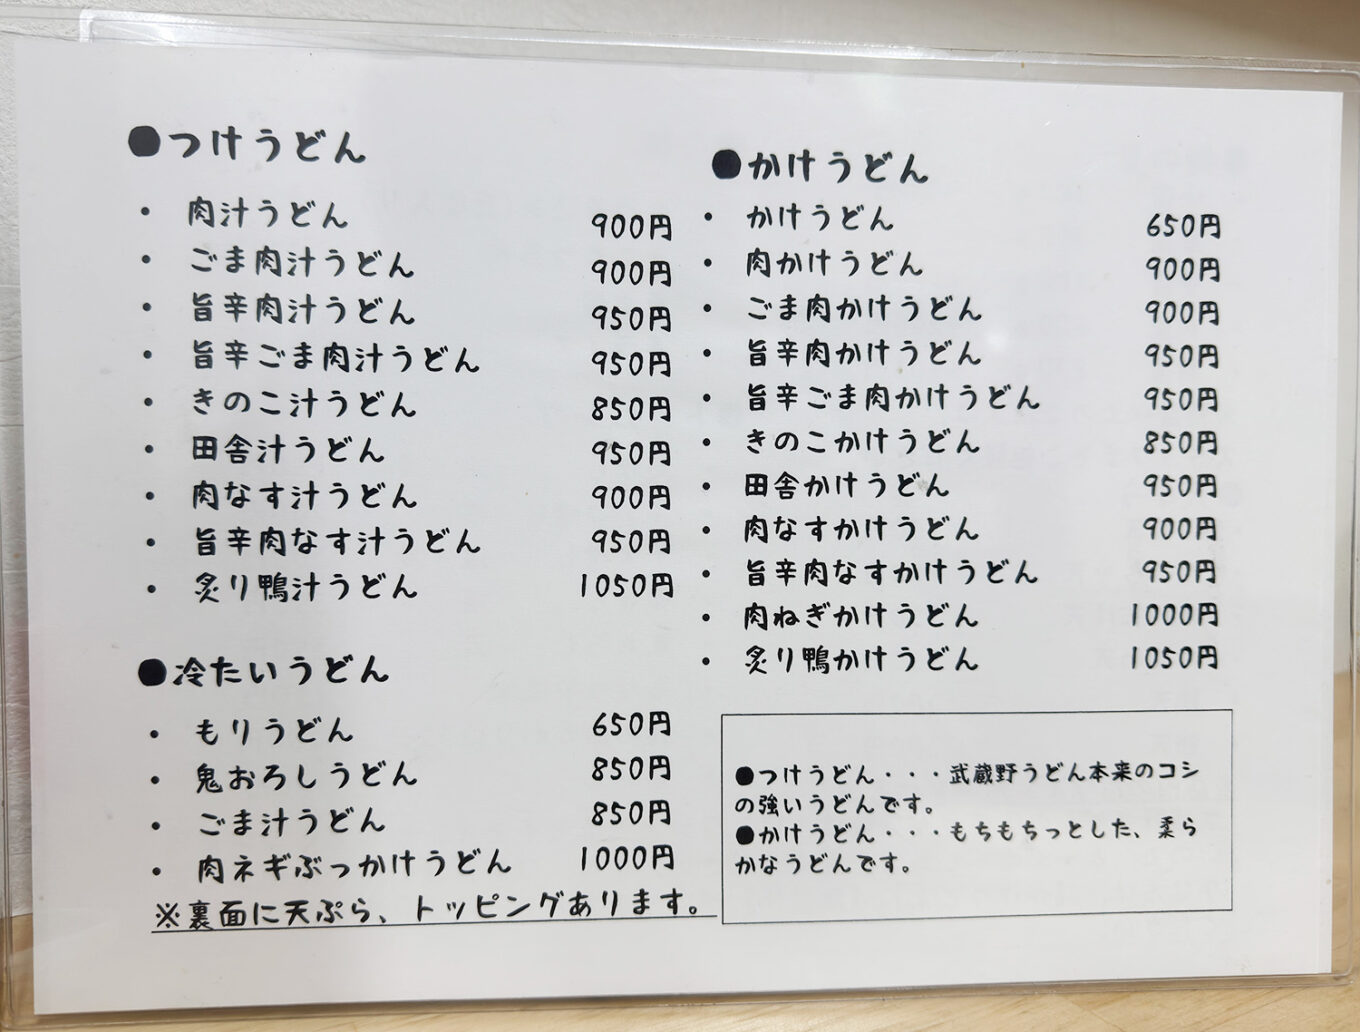 ●つけうどん
・ 肉汁うどん 900円
・ ごま肉汁うどん 900円
・ 旨辛肉汁うどん 950円
・ 旨辛ごま肉汁うどん 950円
・ きのこ汁うどん 850円
・ 田舎汁うどん 950円
・ 肉なす汁うどん 900円
・ 旨辛肉なす汁うどん 950円
・ 炙り鴨汁うどん 1050円
●冷たいうどん
・ もりうどん 650円
・ 鬼おろしうどん 850円
・ ごま汁うどん 850円
・ 肉ネギぶっかけうどん 1000円
※裏面に天ぷら、トッピングあります。
●かけうどん
・ かけうどん 650円
・ 肉かけうどん 900円
・ ごま肉かけうどん 900円
・ 旨辛肉かけうどん 950円
・ 旨辛ごま肉かけうどん 950円
・ きのこかけうどん 850円
・ 田舎かけうどん 950円
・ 肉なすかけうどん 900円
・ 旨辛肉なすかけうどん 950円
・ 肉ねぎかけうどん 1000円
・ 炙り鴨かけうどん 1050円
●つけうどん・・・武蔵野うどん本来のコシ
の強いうどんです。
●かけうどん・・・もちもちっとした、柔ら
かなうどんです。